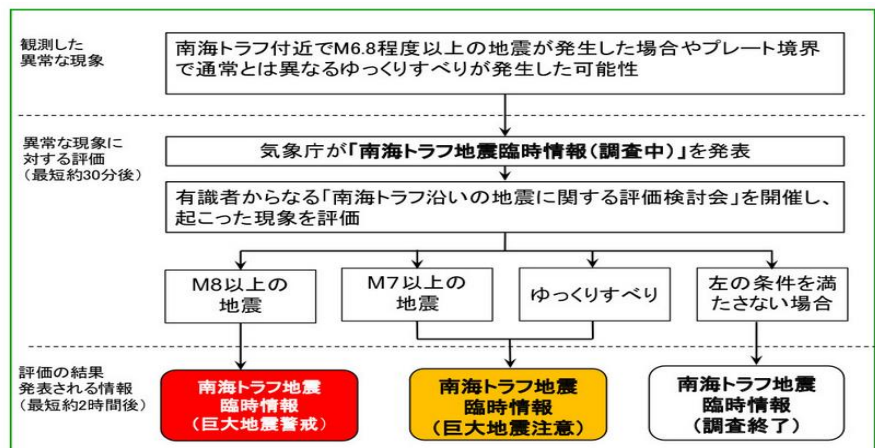 観測した
異常な現象
南海トラフ付近でM6.8程度以上の地震が発生した場合やプレート境界
で通常とは異なるゆっくりすべりが発生した可能性
異常な現象に
対する評価
(最短約30分後)
気象庁が「南海トラフ地震臨時情報(調査中)」を発表
有識者からなる「南海トラフ沿いの地震に関する評価検討会」を開催し、
起こった現象を評価
M8以上の
地震
M7以上の
地震
ゆっくりすべり
左の条件を満
たさない場合
評価の結果
発表される情報
(最短約2時間後)
南海トラフ地震
臨時情報
(巨大地震警戒)
南海トラフ地震
臨時情報
(巨大地震注意)
南海トラフ地震
臨時情報
(調査終了)